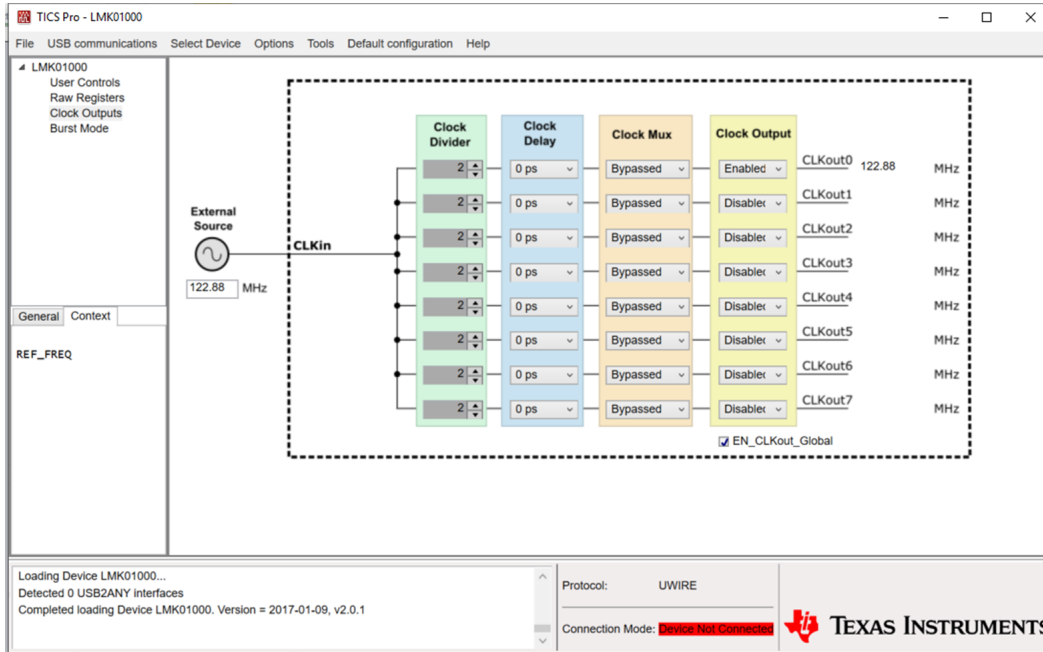 TICS Pro - LMK01000
File USB communications Select Device Options Tools Default configuration Help
LMK01000
User Controls
Raw Registers
Clock Outputs
Burst Mode
General Context
REF_FREQ
External
Source
122.88 MHz
CLKin
Clock
Divider
Clock
Delay
Clock Mux
Clock Output
2 0 ps Bypassed Enabled CLKout0 122.88 MHz
2 0 ps Bypassed Disablec CLKout1 MHz
2 0 ps Bypassed Disablec CLKout2 MHz
2 0 ps Bypassed Disablec CLKout3 MHz
2 0 ps Bypassed Disablec CLKout4 MHz
2 0 ps Bypassed Disablec CLKout5 MHz
2 0 ps Bypassed Disablec CLKout6 MHz
2 0 ps Bypassed Disablec CLKout7 MHz
EN_CLKout_Global
Loading Device LMK01000...
Detected 0 USB2ANY interfaces
Completed loading Device LMK01000. Version = 2017-01-09, v2.0.1
Protocol: UWIRE
Connection Mode: Device Not Connected
TEXAS INSTRUMENTS